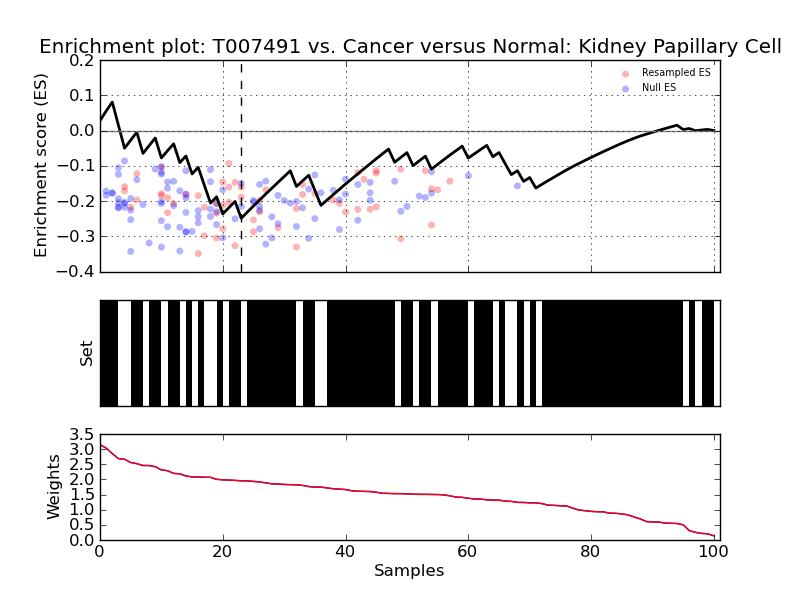 Enrichment plot: T007491 vs. Cancer versus Normal: Kidney Papillary Cell
Enrichment score (ES)
0.2
0.1
0.0
−0.1
−0.2
−0.3
−0.4
Resampled ES
Null ES
Set
Weights
3.5
3.0
2.5
2.0
1.5
1.0
0.5
0.0
0 20 40 60 80 100
Samples